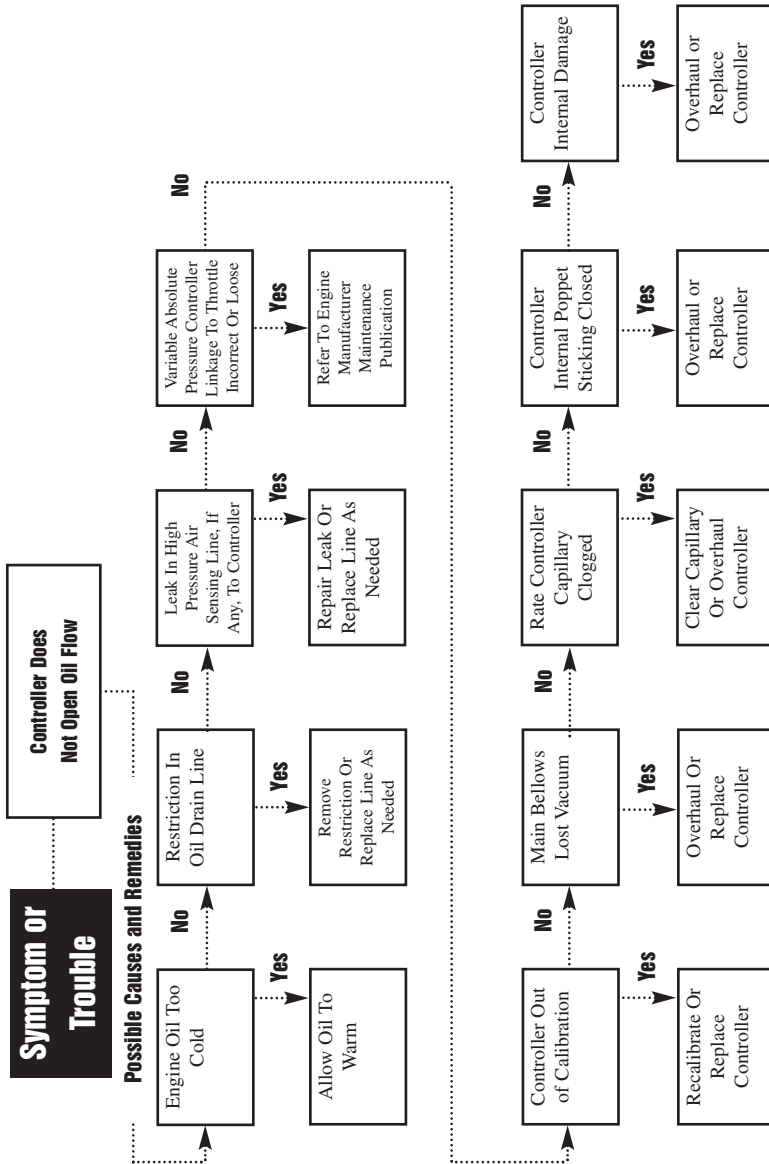 Symptom or
Trouble
Controller Does
Not Open Oil Flow
Possible Causes and Remedies
Engine Oil Too
Cold
Yes
Allow Oil To
Warm
No
Restriction In
Oil Drain Line
Yes
Remove
Restriction Or
Replace Line As
Needed
No
Leak In High
Pressure Air
Sensing Line, If
Any, To Controller
Yes
Repair Leak Or
Replace Line As
Needed
No
Variable Absolute
Pressure Controller
Linkage To Throttle
Incorrect Or Loose
Yes
Refer To Engine
Manufacturer
Maintenance
Publication
No
Controller Out
of Calibration
Yes
Recalibrate Or
Replace
Controller
No
Main Bellows
Lost Vacuum
Yes
Overhaul Or
Replace
Controller
No
Rate Controller
Capillary
Clogged
Yes
Clear Capillary
Or Overhaul
Controller
No
Controller
Internal Poppet
Sticking Closed
Yes
Overhaul or
Replace
Controller
No
Controller
Internal Damage
Yes
Overhaul or
Replace
Controller